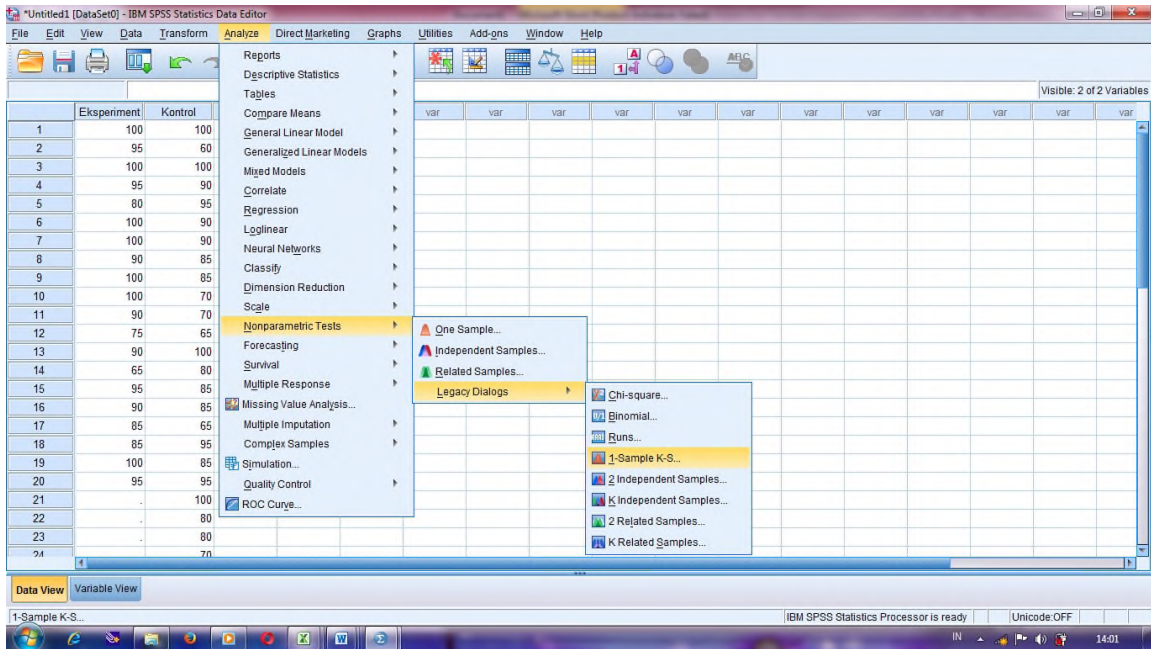 *Untitled1 [DataSet0] - IBM SPSS Statistics Data Editor
File Edit View Data Transform Analyze Direct Marketing Graphs Utilities Add-ons Window Help
Visible: 2 of 2 Variables
Eksperiment Kontrol var var var var var var var var var var var var
1 100 100
2 95 60
3 100 100
4 95 90
5 80 95
6 100 90
7 100 90
8 90 85
9 100 85
10 100 70
11 90 70
12 75 65
13 90 100
14 65 80
15 95 85
16 90 85
17 85 65
18 85 95
19 100 85
20 95 95
21 . 100
22 . 80
23 . 80
24 70
Reports
Descriptive Statistics
Tables
Compare Means
General Linear Model
Generalized Linear Models
Mixed Models
Correlate
Regression
Loglinear
Neural Networks
Classify
Dimension Reduction
Scale
Nonparametric Tests
Forecasting
Survival
Multiple Response
Missing Value Analysis...
Multiple Imputation
Complex Samples
Simulation...
Quality Control
ROC Curve...
One Sample...
Independent Samples...
Related Samples...
Legacy Dialogs
Chi-square...
Binomial...
Runs...
1-Sample K-S...
2 Independent Samples...
K Independent Samples...
2 Related Samples...
K Related Samples...
Data View Variable View
1-Sample K-S... IBM SPSS Statistics Processor is ready Unicode:OFF
IN 14:01